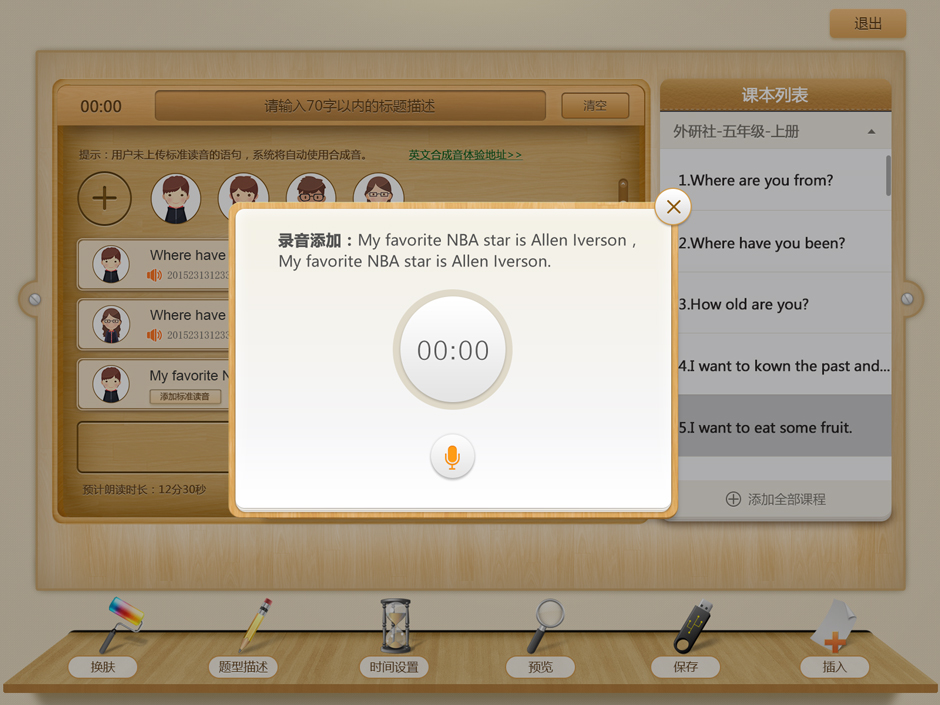 退出
00:00
请输入70字以内的标题描述
清空
提示：用户未上传标准读音的语句，系统将自动使用合成音。
英文合成音体验地址>>
Where have
201523131233
Where have
201523131233
My favorite N
添加标准读音
预计朗读时长：12分30秒
录音添加：My favorite NBA star is Allen Iverson，
My favorite NBA star is Allen Iverson.
00:00
课本列表
外研社-五年级-上册
1.Where are you from?
2.Where have you been?
3.How old are you?
4.I want to kown the past and...
5.I want to eat some fruit.
添加全部课程
换肤
题型描述
时间设置
预览
保存
插入